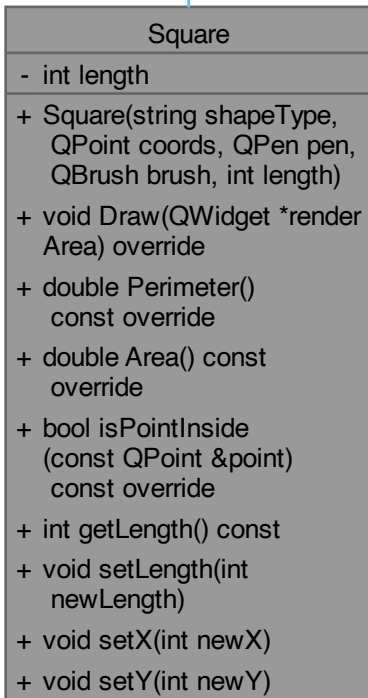 Square
- int length
+ Square(string shapeType,
QPoint coords, QPen pen,
QBrush brush, int length)
+ void Draw(QWidget *render
Area) override
+ double Perimeter()
const override
+ double Area() const
override
+ bool isPointInside
(const QPoint &point)
const override
+ int getLength() const
+ void setLength(int
newLength)
+ void setX(int newX)
+ void setY(int newY)